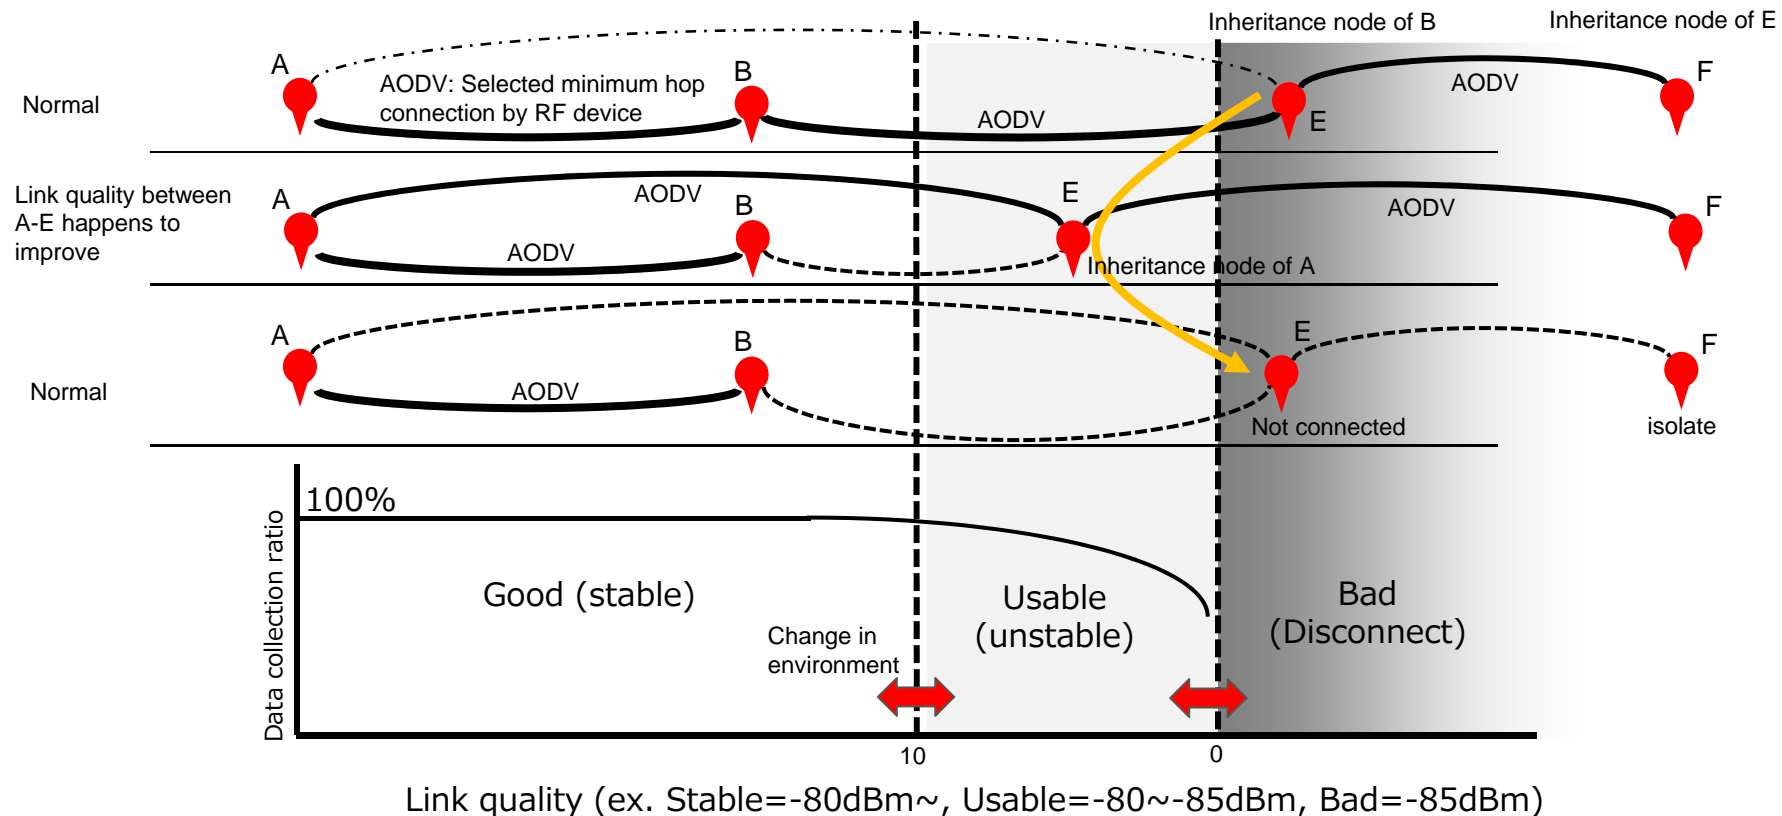 Inheritance node of B
Inheritance node of E
A
B
E
F
Normal
AODV: Selected minimum hop
connection by RF device
AODV
AODV
Link quality between
A-E happens to
improve
A
B
E
F
AODV
AODV
AODV
Inheritance node of A
Normal
A
B
E
F
AODV
Not connected
isolate
Data collection ratio
100%
Good (stable)
Usable
(unstable)
Bad
(Disconnect)
Change in
environment
10
0
Link quality (ex. Stable=-80dBm~, Usable=-80~-85dBm, Bad=-85dBm)